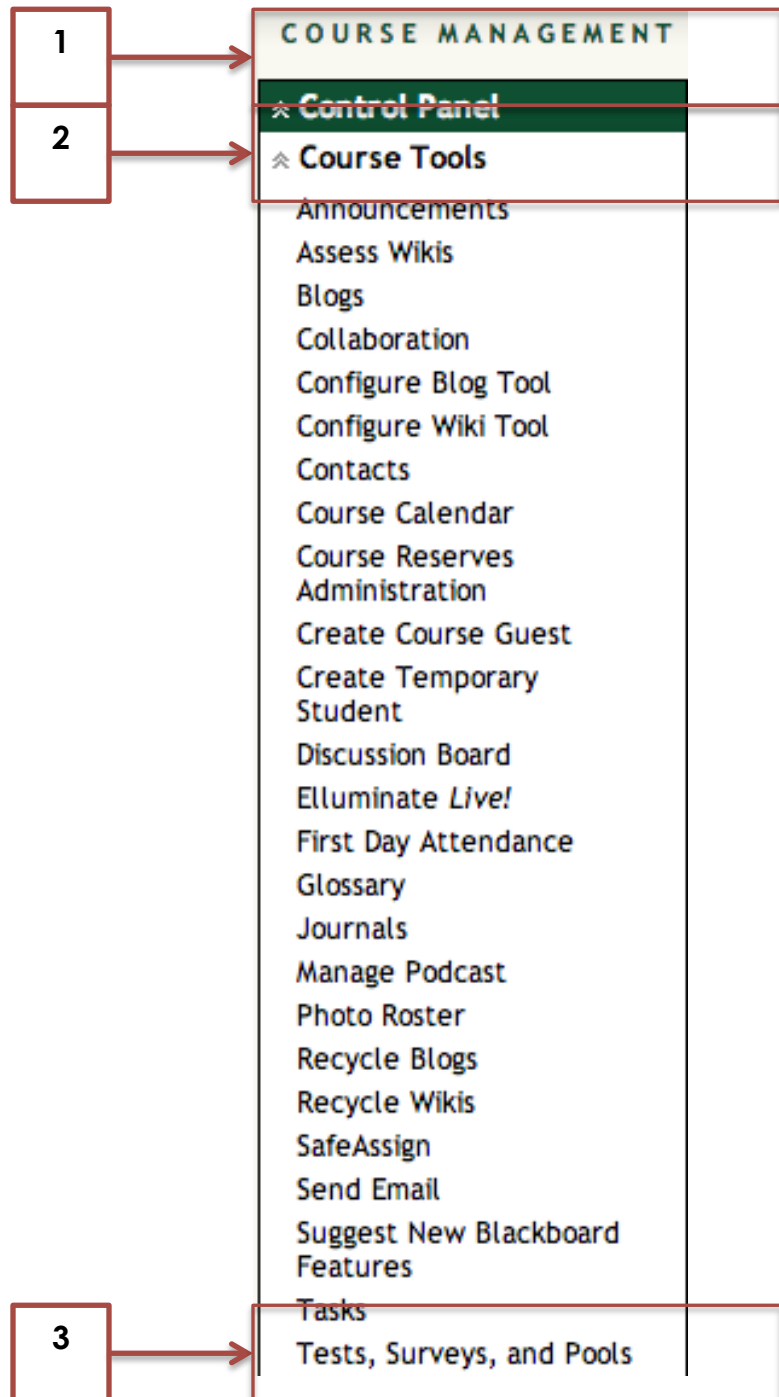 1
COURSE MANAGEMENT
Control Panel
2
Course Tools
Announcements
Assess Wikis
Blogs
Collaboration
Configure Blog Tool
Configure Wiki Tool
Contacts
Course Calendar
Course Reserves
Administration
Create Course Guest
Create Temporary
Student
Discussion Board
Elluminate Live!
First Day Attendance
Glossary
Journals
Manage Podcast
Photo Roster
Recycle Blogs
Recycle Wikis
SafeAssign
Send Email
Suggest New Blackboard
Features
Tasks
3
Tests, Surveys, and Pools